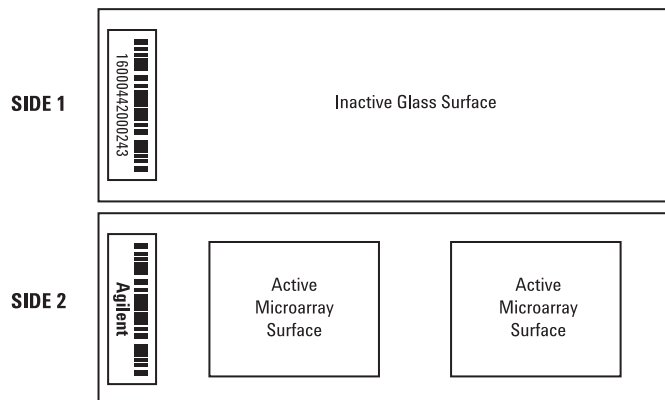 SIDE 1
16000442000243
Inactive Glass Surface
SIDE 2
Agilent
Active
Microarray
Surface
Active
Microarray
Surface